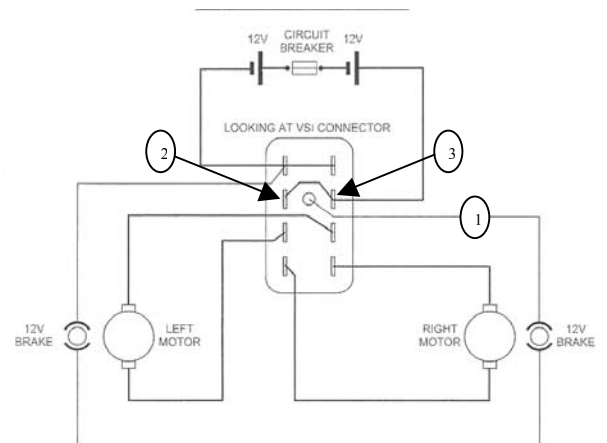 12V CIRCUIT BREAKER 12V
LOOKING AT VSI CONNECTOR
2
3
1
12V BRAKE
LEFT MOTOR
RIGHT MOTOR
12V BRAKE